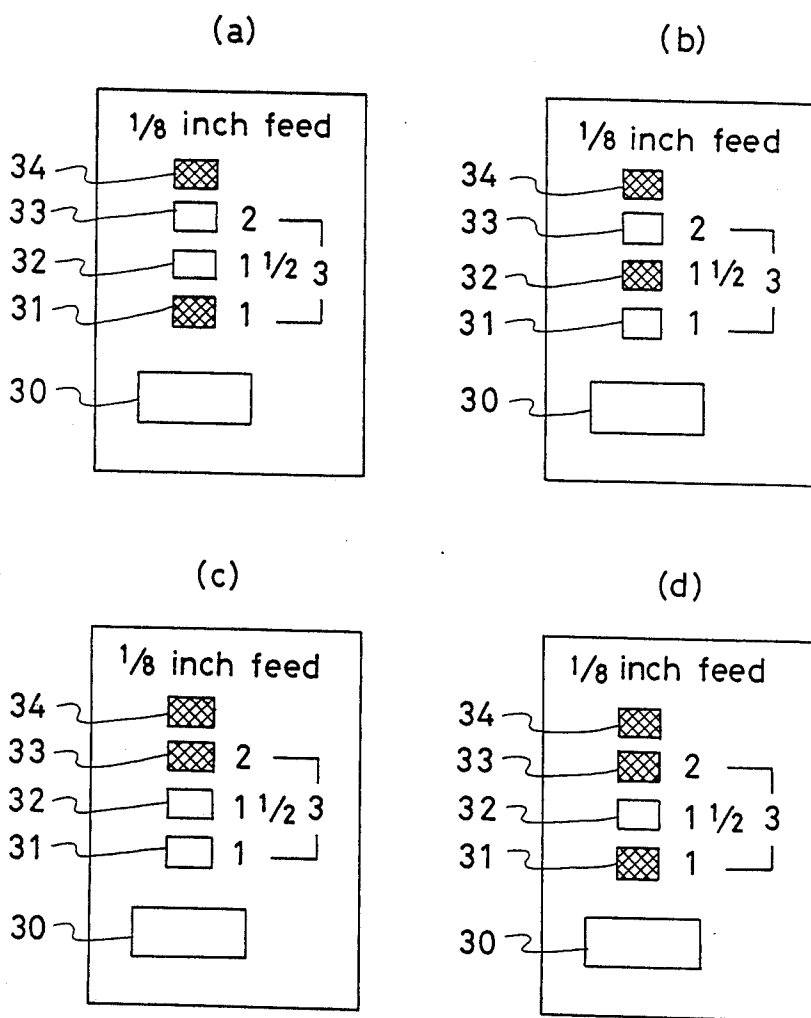 (a)
1/8 inch feed
34
33 2
32 1 1/2 3
31 1
30
(b)
1/8 inch feed
34
33 2
32 1 1/2 3
31 1
30
(c)
1/8 inch feed
34
33 2
32 1 1/2 3
31 1
30
(d)
1/8 inch feed
34
33 2
32 1 1/2 3
31 1
30